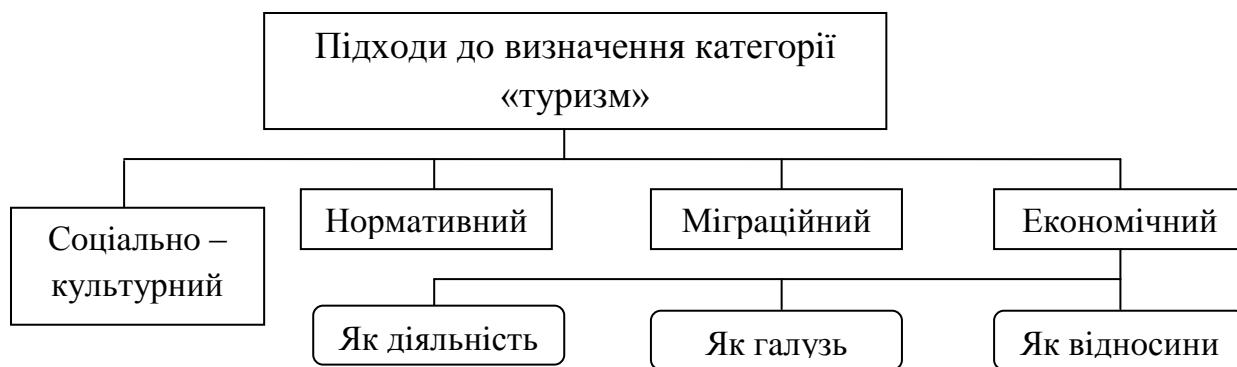 Підходи до визначення категорії
«туризм»
Соціально –
культурний
Нормативний
Міграційний
Економічний
Як діяльність
Як галузь
Як відносини